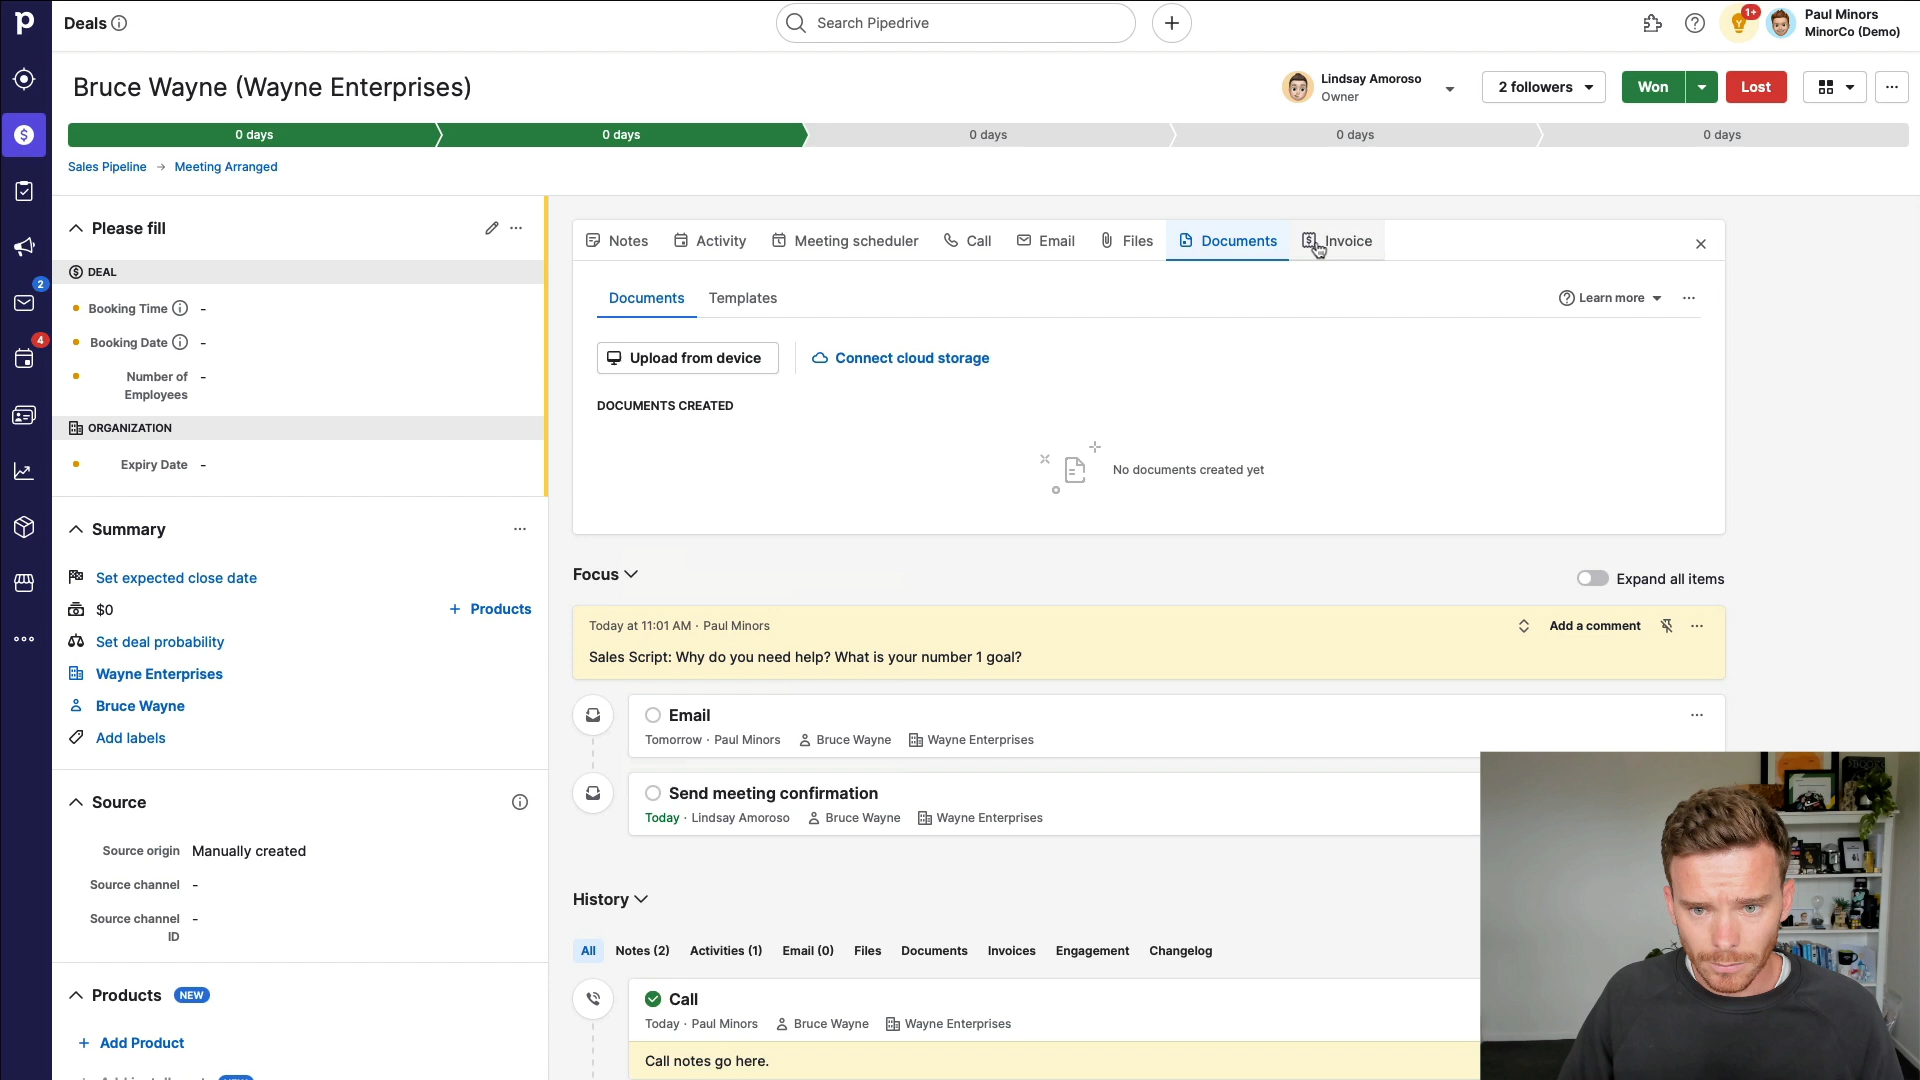 Deals
Search Pipedrive
1+
Paul Minors
MinorCo (Demo)
Bruce Wayne (Wayne Enterprises)
Lindsay Amoroso
Owner
2 followers
Won
Lost
0 days
0 days
0 days
0 days
0 days
Sales Pipeline → Meeting Arranged
2
4
Please fill
DEAL
Booking Time -
Booking Date -
Number of Employees -
ORGANIZATION
Expiry Date -
Summary
Set expected close date
$0
+ Products
Set deal probability
Wayne Enterprises
Bruce Wayne
Add labels
Source
Source origin Manually created
Source channel -
Source channel ID -
Products NEW
+ Add Product
Notes
Activity
Meeting scheduler
Call
Email
Files
Documents
Invoice
Documents
Templates
Learn more
Upload from device
Connect cloud storage
DOCUMENTS CREATED
No documents created yet
Focus
Expand all items
Today at 11:01 AM · Paul Minors
Add a comment
Sales Script: Why do you need help? What is your number 1 goal?
Email
Tomorrow · Paul Minors Bruce Wayne Wayne Enterprises
Send meeting confirmation
Today · Lindsay Amoroso Bruce Wayne Wayne Enterprises
History
All
Notes (2)
Activities (1)
Email (0)
Files
Documents
Invoices
Engagement
Changelog
Call
Today · Paul Minors Bruce Wayne Wayne Enterprises
Call notes go here.